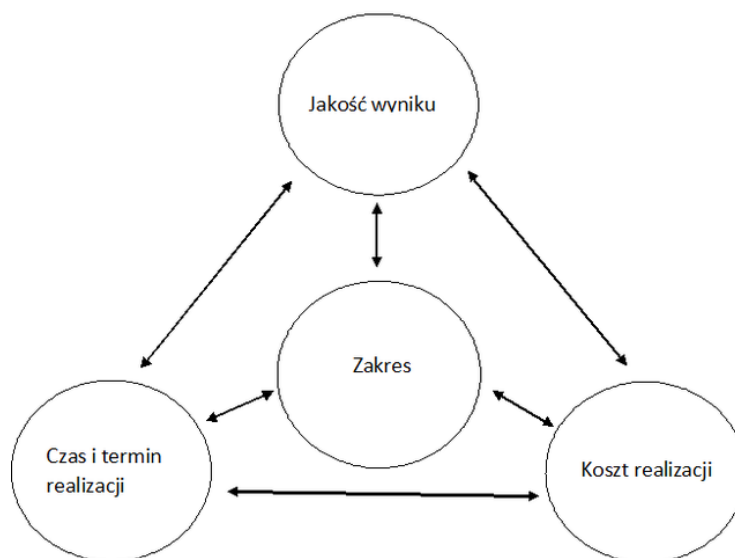 Jakość wyniku
Zakres
Czas i termin
realizacji
Koszt realizacji